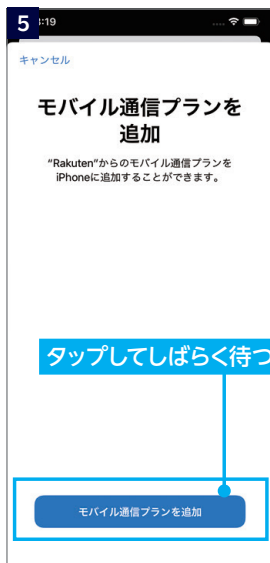 5
:19
キャンセル
モバイル通信プランを
追加
“Rakuten”からのモバイル通信プランを
iPhoneに追加することができます。
タップしてしばらく待つ
モバイル通信プランを追加